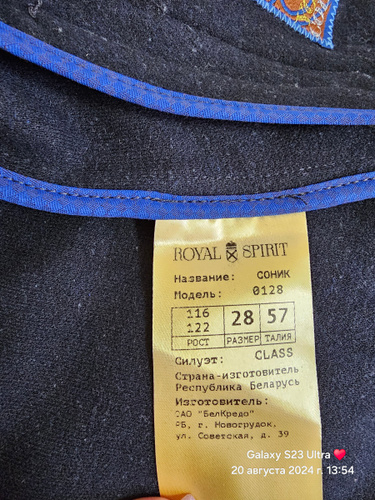 ROYAL SPIRIT
Название: СОНИК
Модель: 0128
116
122
28
57
РОСТ
РАЗМЕР
ТАЛИЯ
Силуэт: CLASS
Страна-изготовитель
Республика Беларусь
Изготовитель:
ОАО "БелКредо"
РБ, г. Новогрудок,
ул. Советская, д. 39
Galaxy S23 Ultra
20 августа 2024 г. 13:54